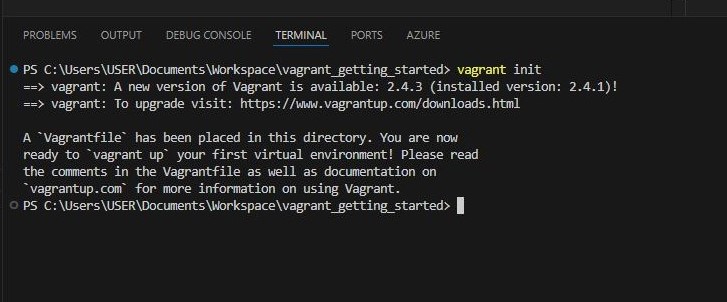 PROBLEMS OUTPUT DEBUG CONSOLE TERMINAL PORTS AZURE
PS C:\Users\USER\Documents\Workspace\vagrant_getting_started> vagrant init
==> vagrant: A new version of Vagrant is available: 2.4.3 (installed version: 2.4.1)!
==> vagrant: To upgrade visit: https://www.vagrantup.com/downloads.html
A `Vagrantfile` has been placed in this directory. You are now
ready to `vagrant up` your first virtual environment! Please read
the comments in the Vagrantfile as well as documentation on
`vagrantup.com` for more information on using Vagrant.
PS C:\Users\USER\Documents\Workspace\vagrant_getting_started>